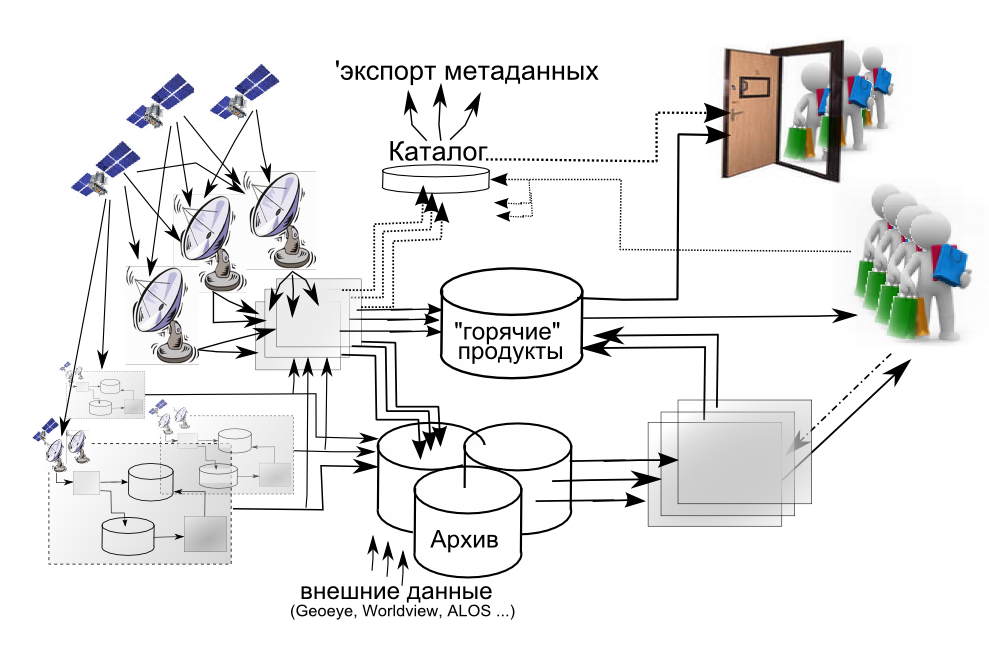 'экспорт метаданных
Каталог
"горячие"
продукты
Архив
внешние данные
(Geoeye, Worldview, ALOS ...)